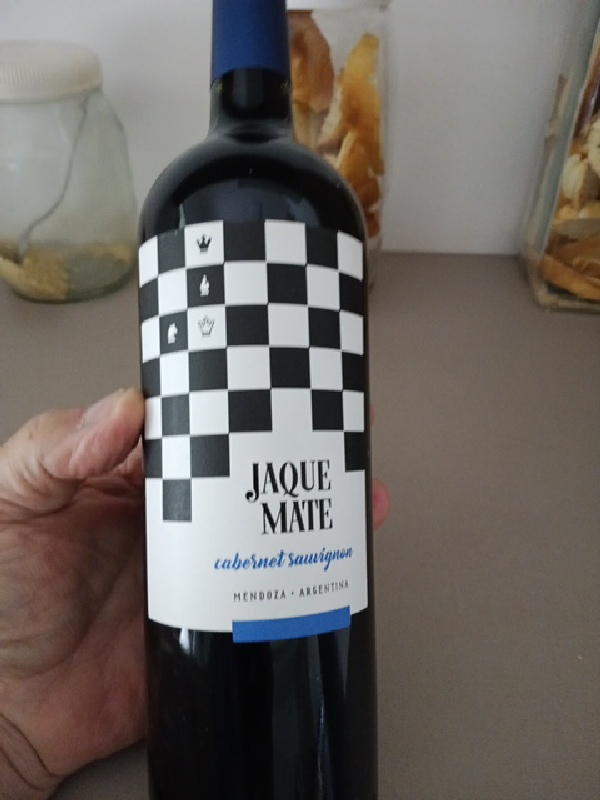 JAQUE
MATE
cabernet sauvignon
MENDOZA • ARGENTINA